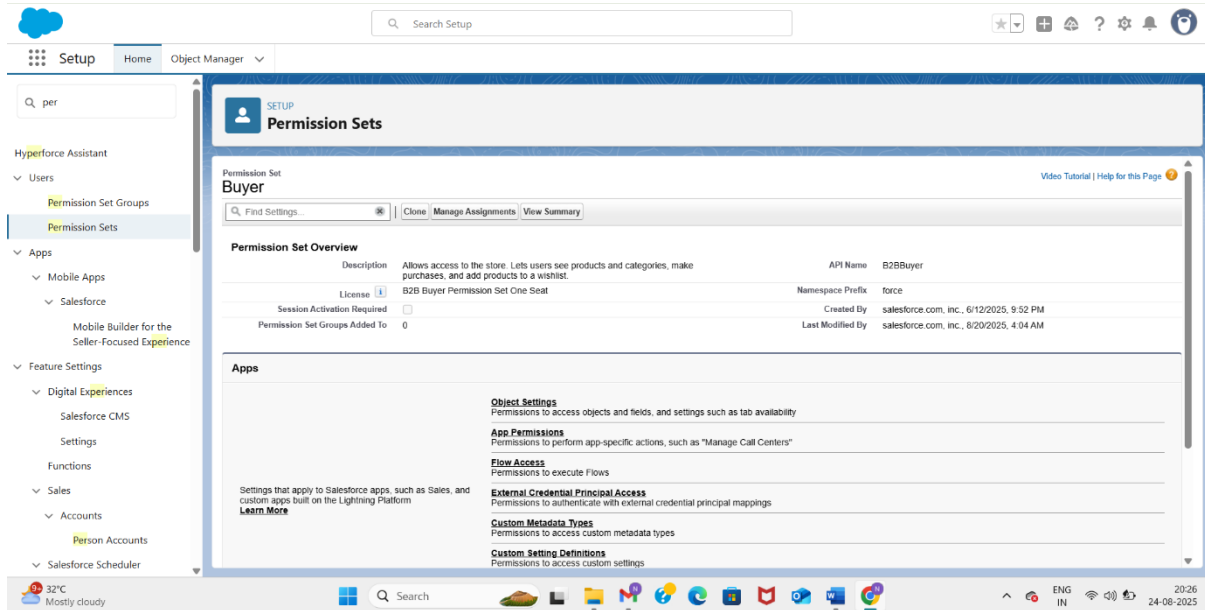 Search Setup
Setup
Home
Object Manager
per
Hyperforce Assistant
Users
Permission Set Groups
Permission Sets
Apps
Mobile Apps
Salesforce
Mobile Builder for the
Seller-Focused Experience
Feature Settings
Digital Experiences
Salesforce CMS
Settings
Functions
Sales
Accounts
Person Accounts
Salesforce Scheduler
SETUP
Permission Sets
Permission Set
Buyer
Video Tutorial | Help for this Page
Find Settings...
Clone Manage Assignments View Summary
Permission Set Overview
Description Allows access to the store. Lets users see products and categories, make
purchases, and add products to a wishlist.
API Name B2BBuyer
License i B2B Buyer Permission Set One Seat
Namespace Prefix force
Session Activation Required
Created By salesforce.com, inc., 6/12/2025, 9:52 PM
Permission Set Groups Added To 0
Last Modified By salesforce.com, inc., 8/20/2025, 4:04 AM
Apps
Settings that apply to Salesforce apps, such as Sales, and
custom apps built on the Lightning Platform
Learn More
Object Settings
Permissions to access objects and fields, and settings such as tab availability
App Permissions
Permissions to perform app-specific actions, such as "Manage Call Centers"
Flow Access
Permissions to execute Flows
External Credential Principal Access
Permissions to authenticate with external credential principal mappings
Custom Metadata Types
Permissions to access custom metadata types
Custom Setting Definitions
Permissions to access custom settings
9+
32°C
Mostly cloudy
Search
N
N
ENG
IN
20:26
24-08-2025